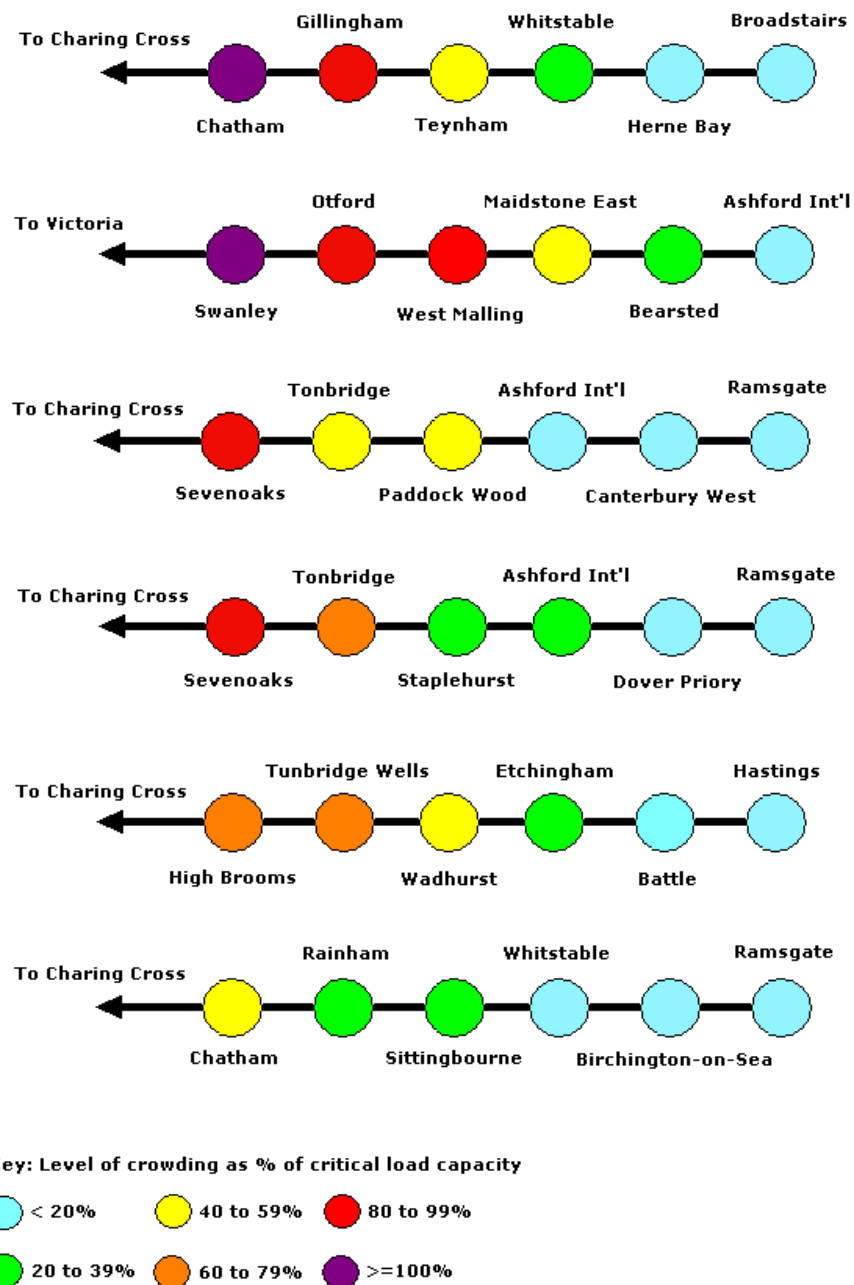 Gillingham Whitstable Broadstairs
To Charing Cross
Chatham Teynham Herne Bay
Otford Maidstone East Ashford Int'l
To Victoria
Swanley West Malling Bearsted
Tonbridge Ashford Int'l Ramsgate
To Charing Cross
Sevenoaks Paddock Wood Canterbury West
Tonbridge Ashford Int'l Ramsgate
To Charing Cross
Sevenoaks Staplehurst Dover Priory
Tunbridge Wells Etchingham Hastings
To Charing Cross
High Brooms Wadhurst Battle
Rainham Whitstable Ramsgate
To Charing Cross
Chatham Sittingbourne Birchington-on-Sea
ey: Level of crowding as % of critical load capacity
< 20% 40 to 59% 80 to 99%
20 to 39% 60 to 79% >=100%